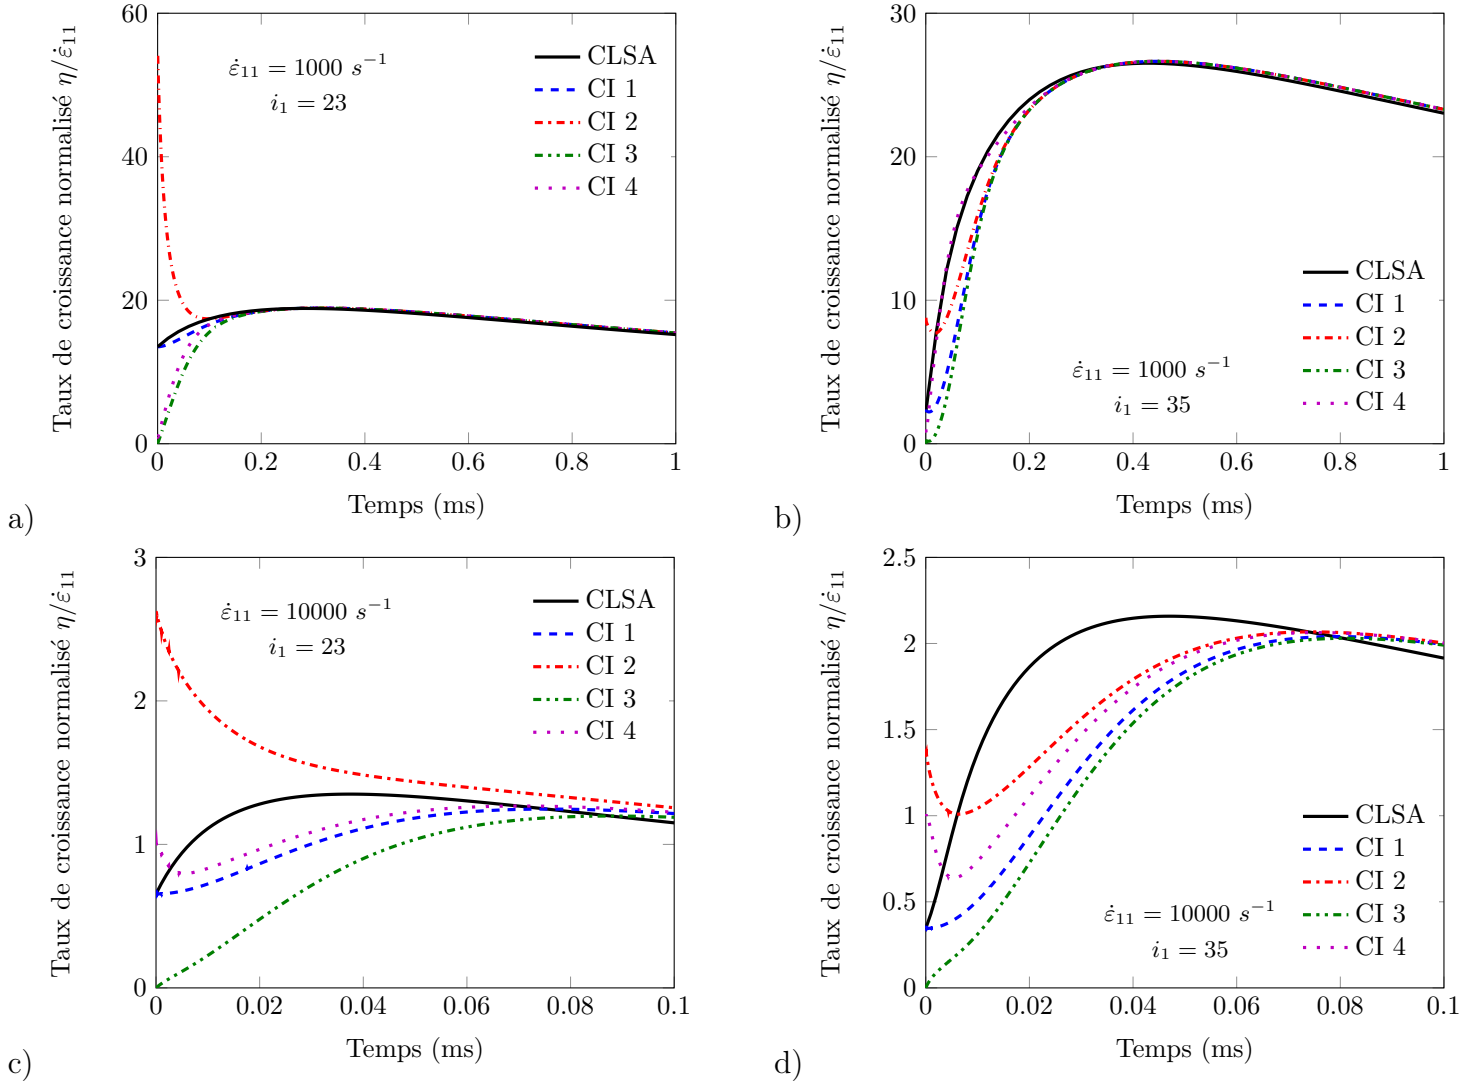 Taux de croissance normalisé η/ε̇₁₁
60
40
20
0
0 0.2 0.4 0.6 0.8 1
Temps (ms)
ε̇₁₁ = 1000 s⁻¹
i₁ = 23
CLSA
CI 1
CI 2
CI 3
CI 4
a)
Taux de croissance normalisé η/ε̇₁₁
30
20
10
0
0 0.2 0.4 0.6 0.8 1
Temps (ms)
CLSA
CI 1
CI 2
CI 3
CI 4
ε̇₁₁ = 1000 s⁻¹
i₁ = 35
b)
Taux de croissance normalisé η/ε̇₁₁
3
2
1
0
0 0.02 0.04 0.06 0.08 0.1
Temps (ms)
ε̇₁₁ = 10000 s⁻¹
i₁ = 23
CLSA
CI 1
CI 2
CI 3
CI 4
c)
Taux de croissance normalisé η/ε̇₁₁
2.5
2
1.5
1
0.5
0
0 0.02 0.04 0.06 0.08 0.1
Temps (ms)
CLSA
CI 1
CI 2
CI 3
CI 4
ε̇₁₁ = 10000 s⁻¹
i₁ = 35
d)